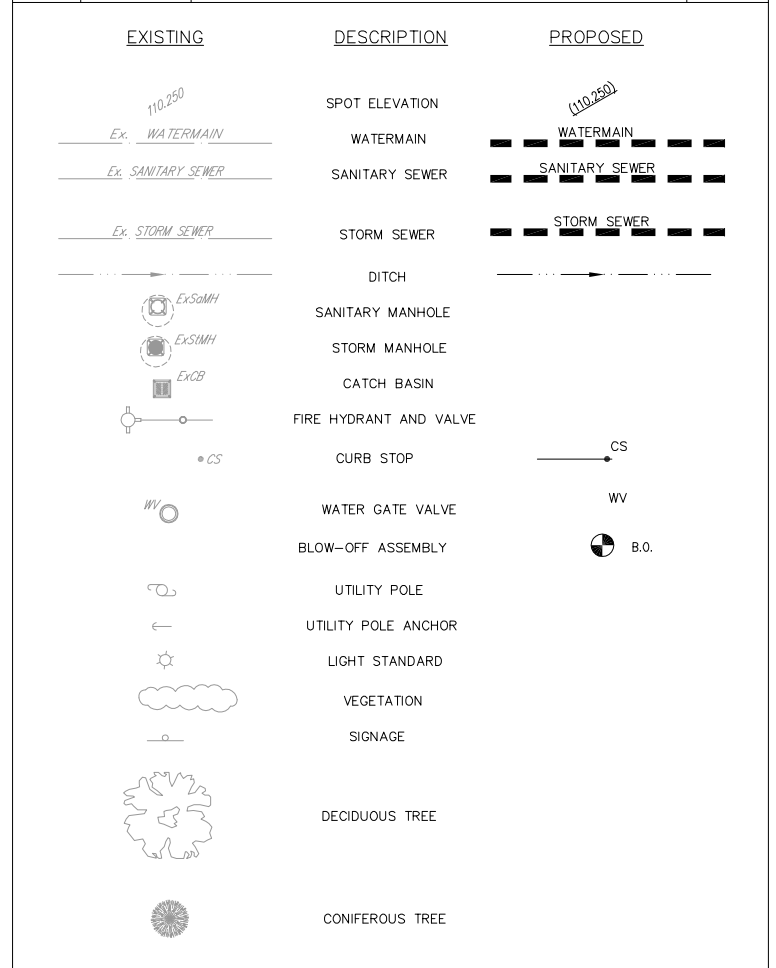 EXISTING DESCRIPTION PROPOSED
110.250 SPOT ELEVATION (110.250)
Ex. WATERMAIN WATERMAIN WATERMAIN
Ex. SANITARY SEWER SANITARY SEWER SANITARY SEWER
Ex. STORM SEWER STORM SEWER STORM SEWER
DITCH
ExSaMH SANITARY MANHOLE
ExStMH STORM MANHOLE
ExCB CATCH BASIN
FIRE HYDRANT AND VALVE
CS CURB STOP CS
WV WATER GATE VALVE WV
BLOW-OFF ASSEMBLY B.O.
UTILITY POLE
UTILITY POLE ANCHOR
LIGHT STANDARD
VEGETATION
SIGNAGE
DECIDUOUS TREE
CONIFEROUS TREE